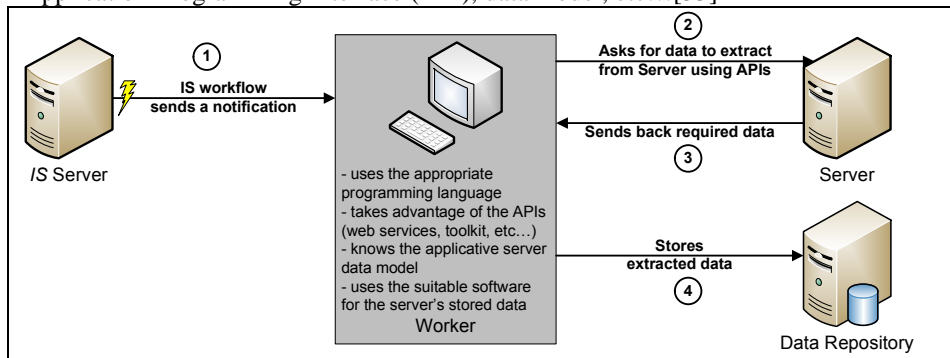 1
IS workflow
sends a notification
IS Server
2
Asks for data to extract
from Server using APIs
Sends back required data
3
Server
- uses the appropriate
programming language
- takes advantage of the APIs
(web services, toolkit, etc…)
- knows the applicative server
data model
- uses the suitable software
for the server's stored data
Worker
Stores
extracted data
4
Data Repository